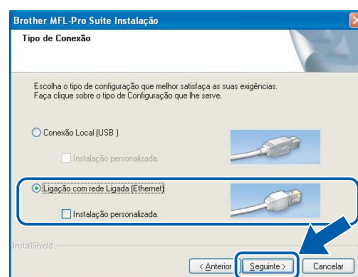 Brother MFL-Pro Suite Instalação
Tipo de Conexão
Escolha o tipo de configuração que melhor satisfaça as suas exigências.
Faça clique sobre o tipo de Configuração que lhe serve.
Conexão Local (USB )
Instalação personalizada.
Ligação com rede Ligada (Ethernet)
Instalação personalizada.
InstallShield
< Anterior
Seguinte >
Cancelar